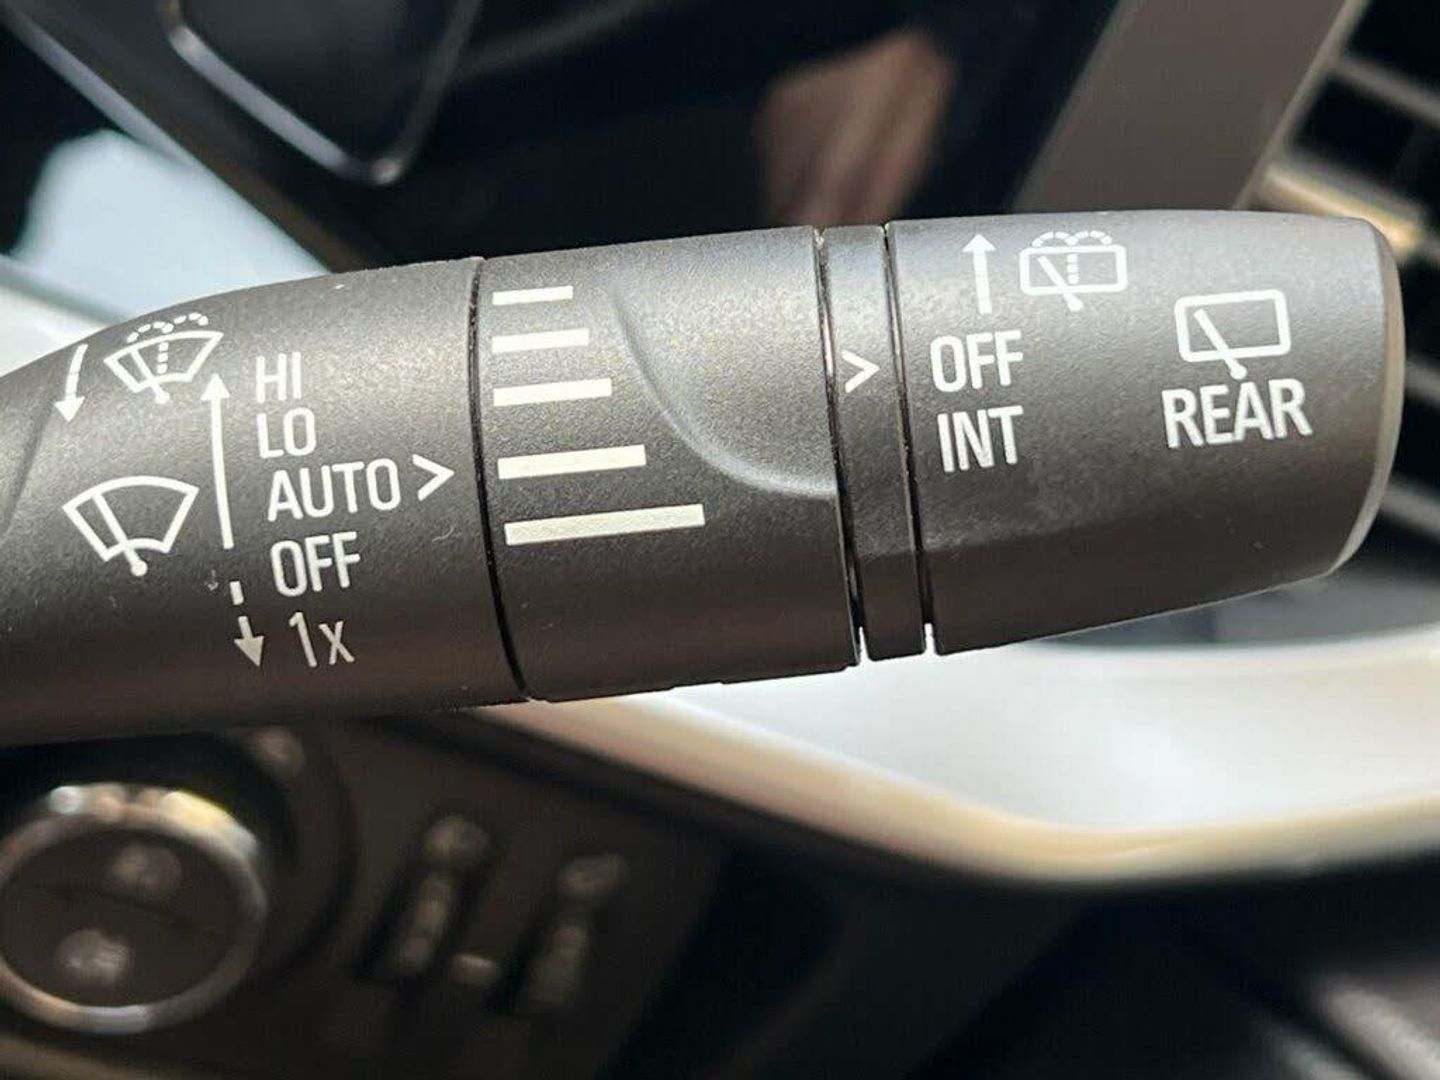 HI
LO
AUTO >
OFF
1x
>
OFF
INT
REAR